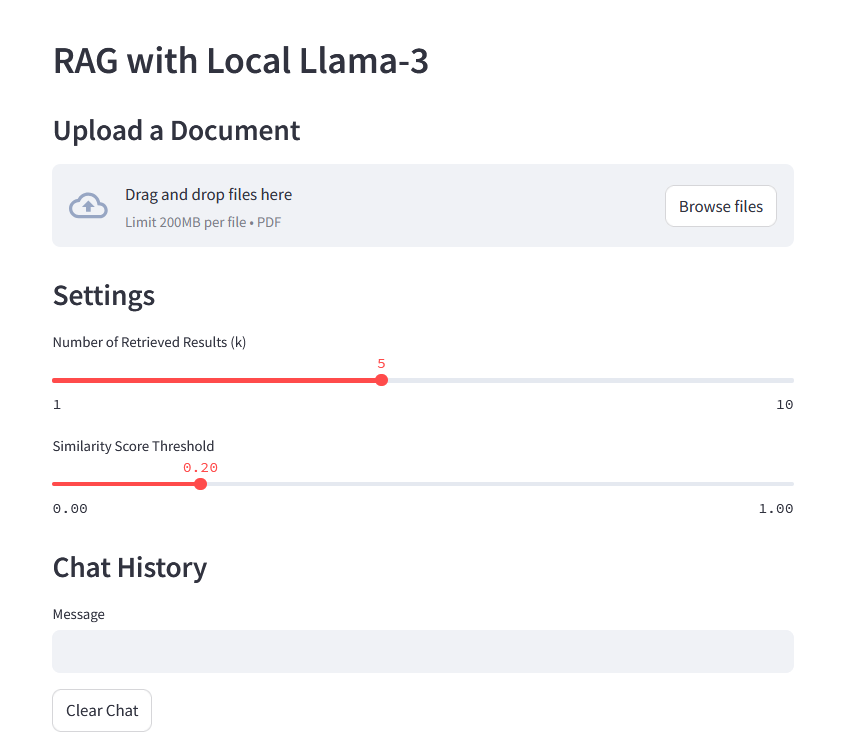 RAG with Local Llama-3
Upload a Document
Drag and drop files here
Limit 200MB per file • PDF
Browse files
Settings
Number of Retrieved Results (k)
5
1
10
Similarity Score Threshold
0.20
0.00
1.00
Chat History
Message
Clear Chat